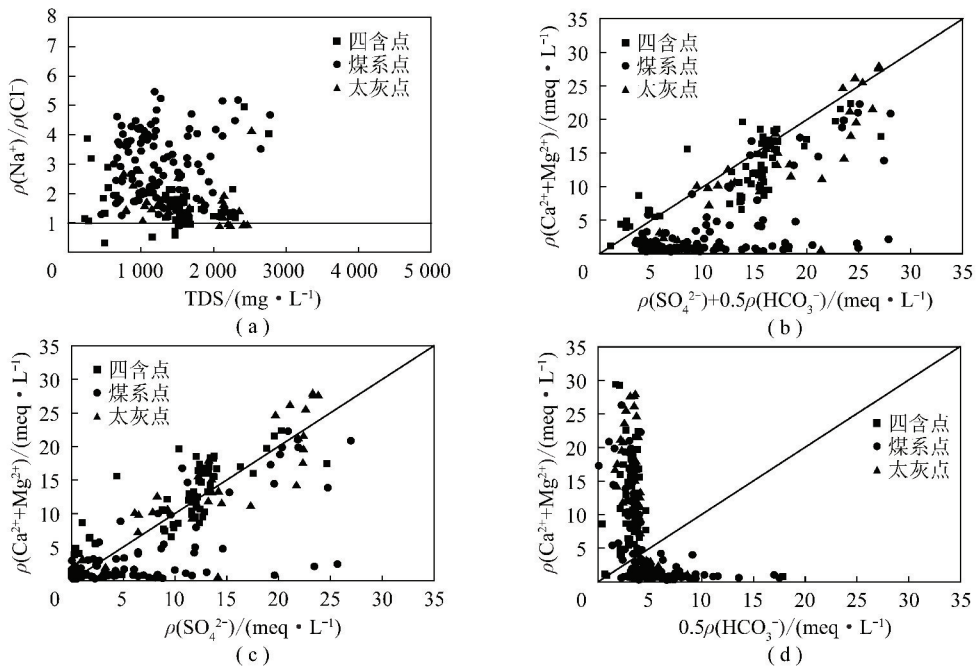 8
7
6
5
4
3
2
1
0
ρ(Na⁺)/ρ(Cl⁻)
四含点
煤系点
太灰点
1 000 2 000 3 000 4 000 5 000
TDS/(mg·L⁻¹)
(a)
35
30
25
20
15
10
5
0
ρ(Ca²⁺+Mg²⁺)/(meq·L⁻¹)
四含点
煤系点
太灰点
5 10 15 20 25 30 35
ρ(SO₄²⁻)+0.5ρ(HCO₃⁻)/(meq·L⁻¹)
(b)
35
30
25
20
15
10
5
0
ρ(Ca²⁺+Mg²⁺)/(meq·L⁻¹)
四含点
煤系点
太灰点
5 10 15 20 25 30 35
ρ(SO₄²⁻)/(meq·L⁻¹)
(c)
35
30
25
20
15
10
5
0
ρ(Ca²⁺+Mg²⁺)/(meq·L⁻¹)
四含点
煤系点
太灰点
5 10 15 20 25 30 35
0.5ρ(HCO₃⁻)/(meq·L⁻¹)
(d)